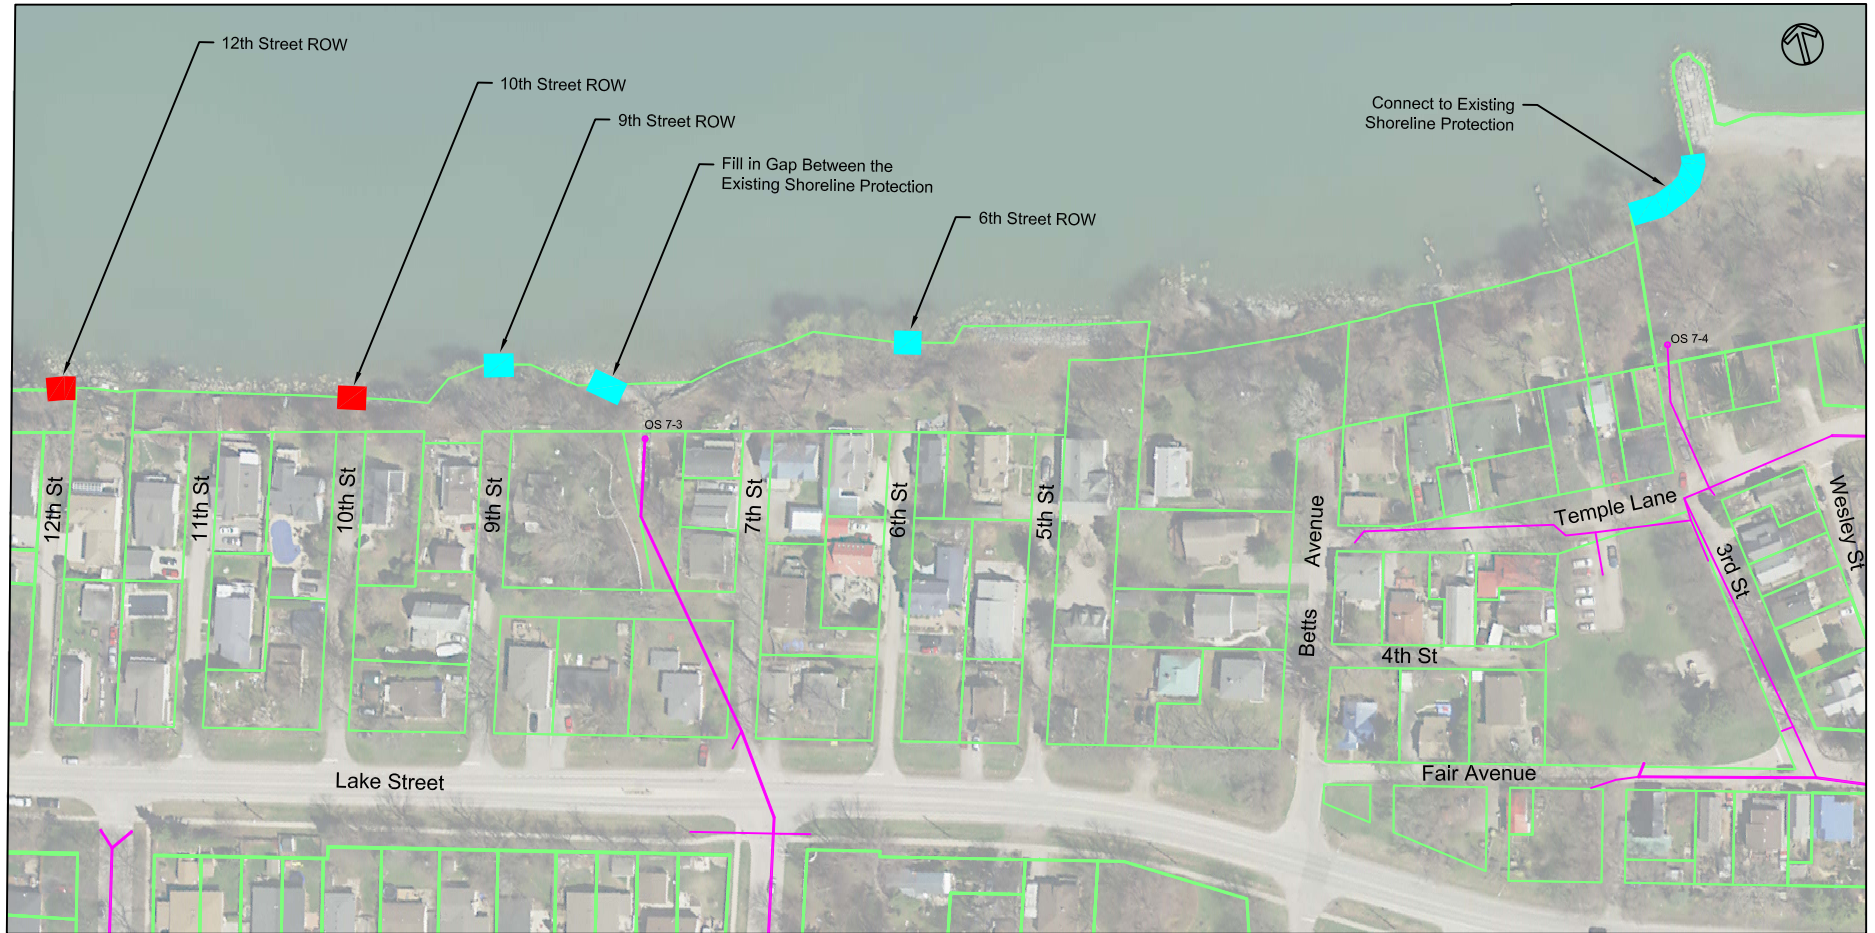 12th Street ROW
10th Street ROW
9th Street ROW
Fill in Gap Between the
Existing Shoreline Protection
6th Street ROW
Connect to Existing
Shoreline Protection
OS 7-4
OS 7-3
12th St
11th St
10th St
9th St
7th St
6th St
5th St
Betts Avenue
Temple Lane
3rd St
Wesley St
4th St
Lake Street
Fair Avenue